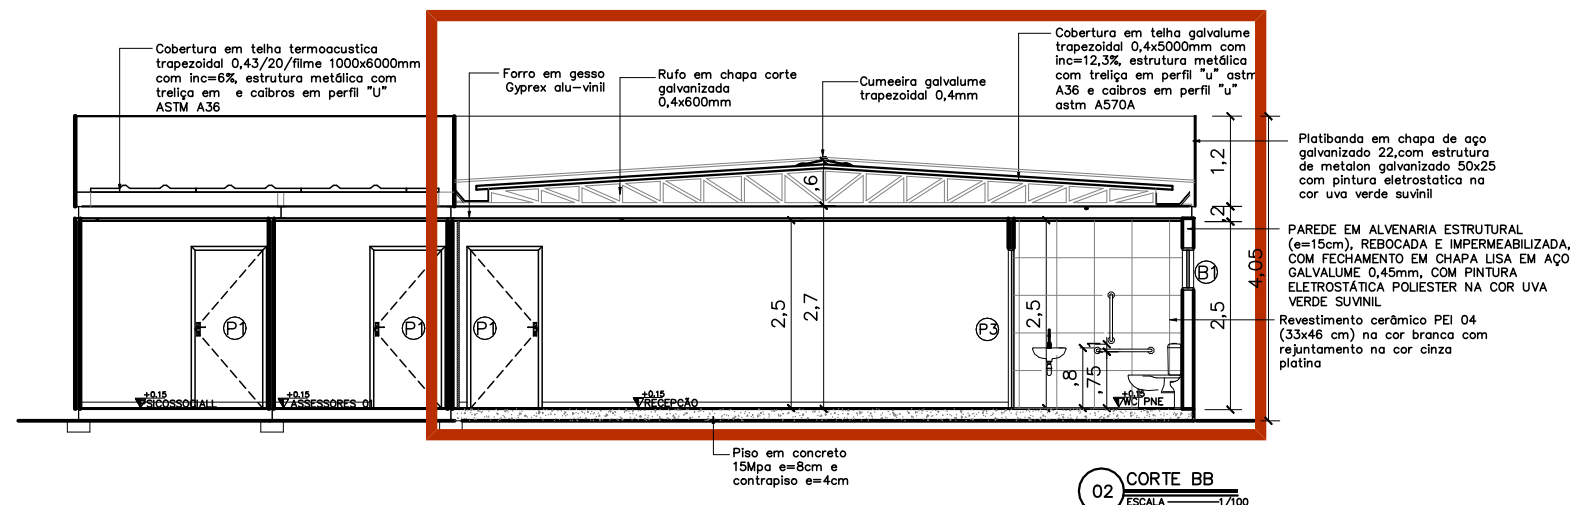 Cobertura em telha termoacustica
trapezoidal 0,43/20/filme 1000x6000mm
com inc=6%, estrutura metálica com
treliça em e caibros em perfil "U"
ASTM A36
Forro em gesso
Gyprex alu-vinil
Rufo em chapa corte
galvanizada
0,4x600mm
Cumeeira galvalume
trapezoidal 0,4mm
Cobertura em telha galvalume
trapezoidal 0,4x5000mm com
inc=12,3%, estrutura metálica
com treliça em perfil "u" astm
A36 e caibros em perfil "u"
astm A570A
Platibanda em chapa de aço
galvanizado 22,com estrutura
de metalon galvanizado 50x25
com pintura eletrostatica na
cor uva verde suvinil
PAREDE EM ALVENARIA ESTRUTURAL
(e=15cm), REBOCADA E IMPERMEABILIZADA,
COM FECHAMENTO EM CHAPA LISA EM AÇO
GALVALUME 0,45mm, COM PINTURA
ELETROSTÁTICA POLIESTER NA COR UVA
VERDE SUVINIL
Revestimento cerâmico PEI 04
(33x46 cm) na cor branca com
rejuntamento na cor cinza
platina
1,2
,2
,6
4,05
2,5
2,7
2,5
2,5
,8
,75
B1
P1
P1
P1
P3
+0.15
SICOSSOCIALL
+0.15
ASSESSORES 01
+0.15
RECEPÇÃO
+0.15
WC PNE
Piso em concreto
15Mpa e=8cm e
contrapiso e=4cm
02
CORTE BB
ESCALA 1/100